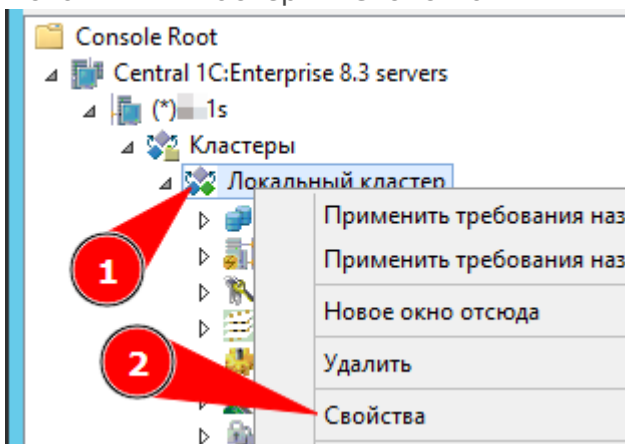 Console Root
Central 1C:Enterprise 8.3 servers
(*) 1s
Кластеры
Локальный кластер
Применить требования наз
1
Применить требования наз
Новое окно отсюда
2
Удалить
Свойства